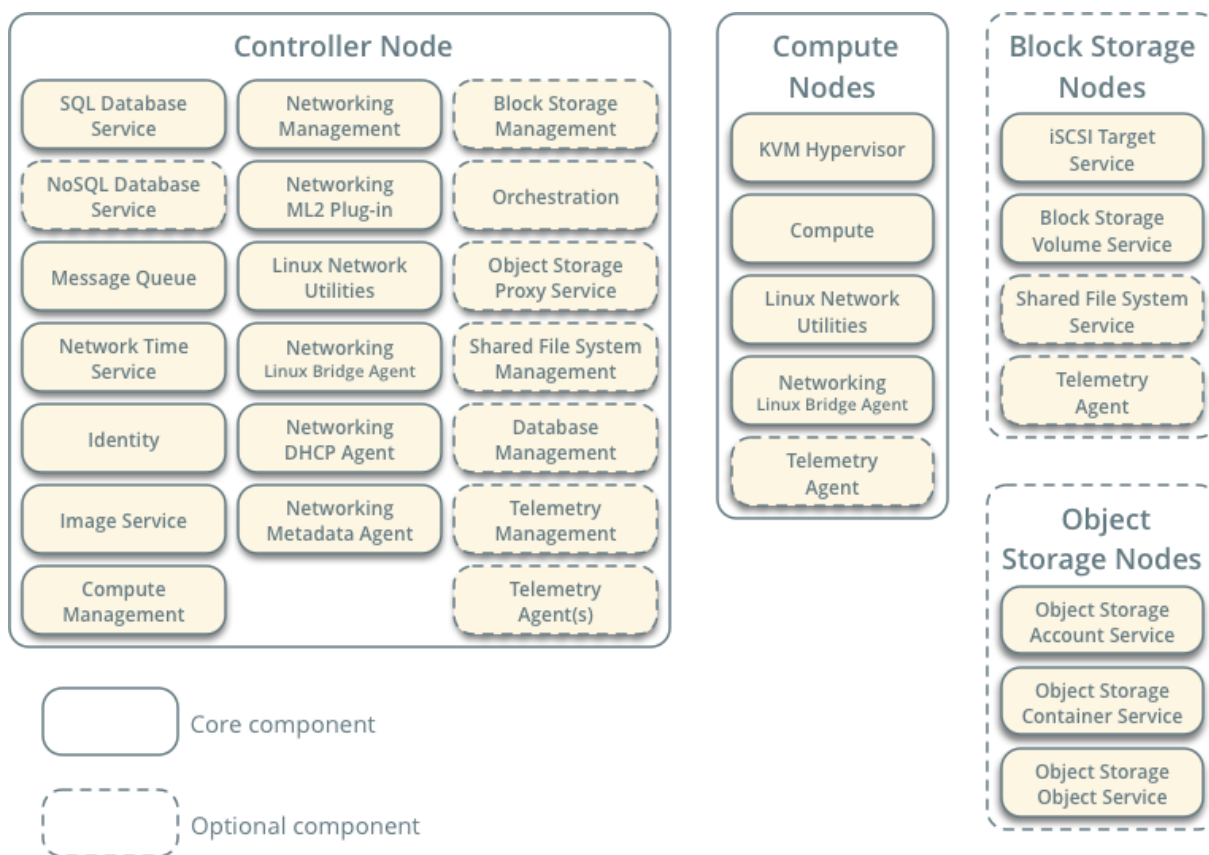 Controller Node
SQL Database
Service
NoSQL Database
Service
Message Queue
Network Time
Service
Identity
Image Service
Compute
Management
Networking
Management
Networking
ML2 Plug-in
Linux Network
Utilities
Networking
Linux Bridge Agent
Networking
DHCP Agent
Networking
Metadata Agent
Block Storage
Management
Orchestration
Object Storage
Proxy Service
Shared File System
Management
Database
Management
Telemetry
Management
Telemetry
Agent(s)
Compute
Nodes
KVM Hypervisor
Compute
Linux Network
Utilities
Networking
Linux Bridge Agent
Telemetry
Agent
Block Storage
Nodes
iSCSI Target
Service
Block Storage
Volume Service
Shared File System
Service
Telemetry
Agent
Object
Storage Nodes
Object Storage
Account Service
Object Storage
Container Service
Object Storage
Object Service
Core component
Optional component